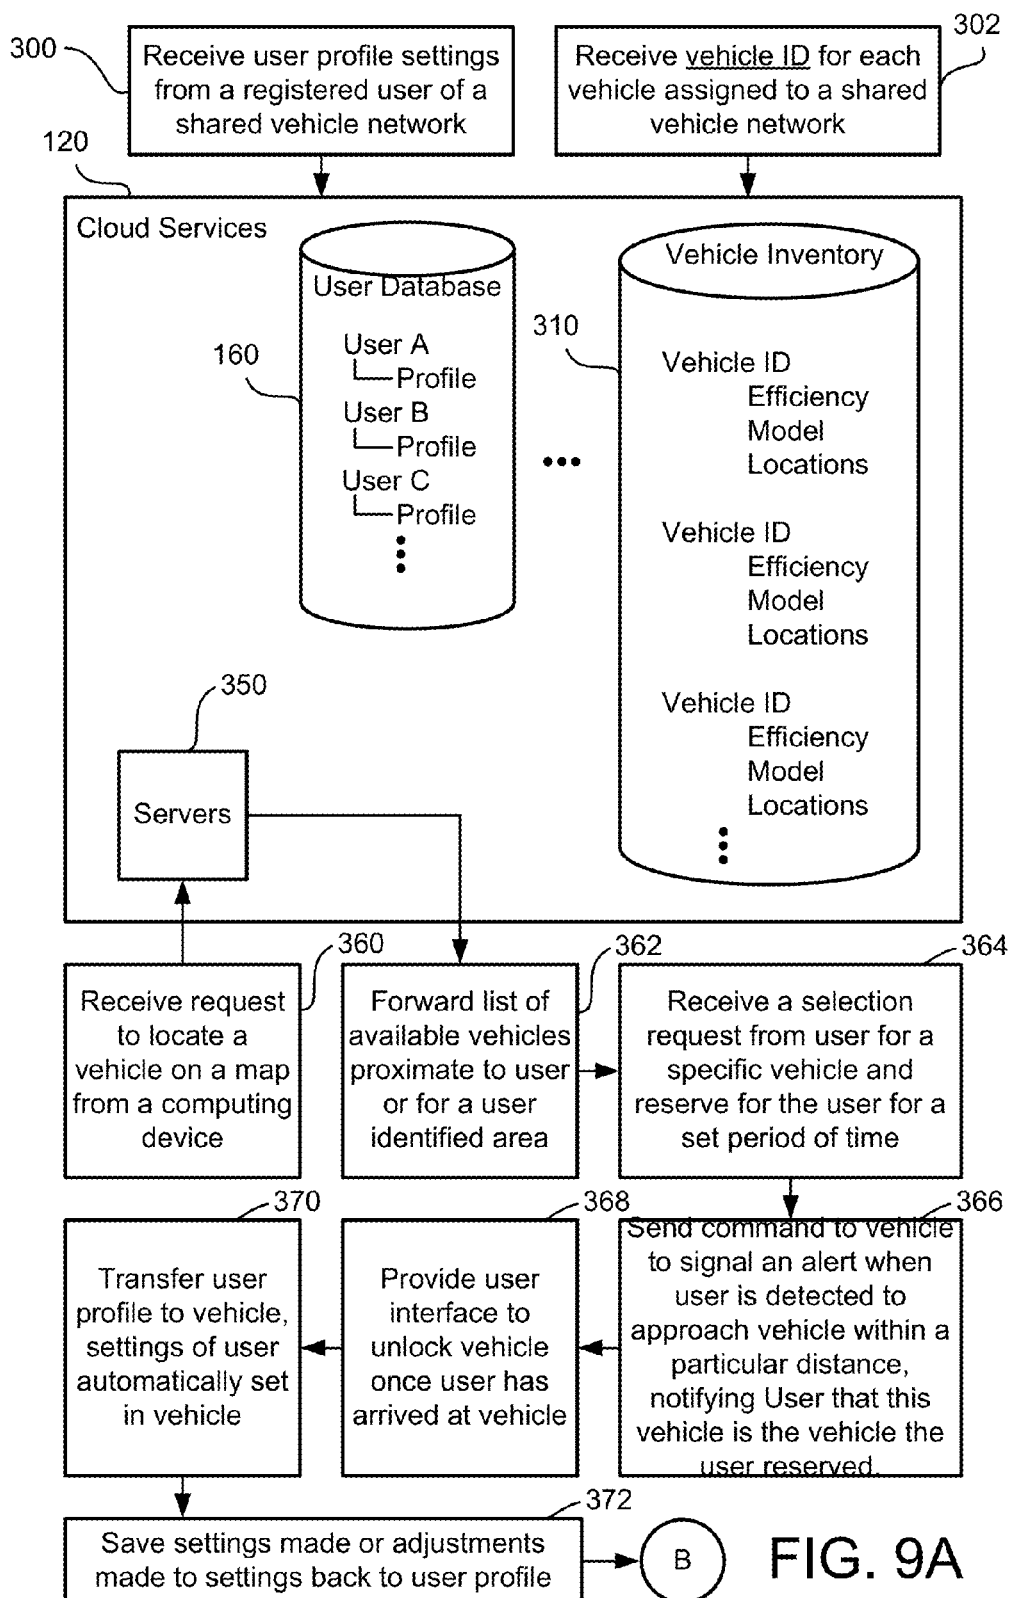 300
Receive user profile settings
from a registered user of a
shared vehicle network
302
Receive vehicle ID for each
vehicle assigned to a shared
vehicle network
120
Cloud Services
User Database
160
User A
Profile
User B
Profile
User C
Profile
Vehicle Inventory
310
Vehicle ID
Efficiency
Model
Locations
Vehicle ID
Efficiency
Model
Locations
Vehicle ID
Efficiency
Model
Locations
350
Servers
360
Receive request
to locate a
vehicle on a map
from a computing
device
362
Forward list of
available vehicles
proximate to user
or for a user
identified area
364
Receive a selection
request from user for a
specific vehicle and
reserve for the user for a
set period of time
366
Send command to vehicle
to signal an alert when
user is detected to
approach vehicle within a
particular distance,
notifying User that this
vehicle is the vehicle the
user reserved.
368
Provide user
interface to
unlock vehicle
once user has
arrived at vehicle
370
Transfer user
profile to vehicle,
settings of user
automatically set
in vehicle
372
Save settings made or adjustments
made to settings back to user profile
B
FIG. 9A